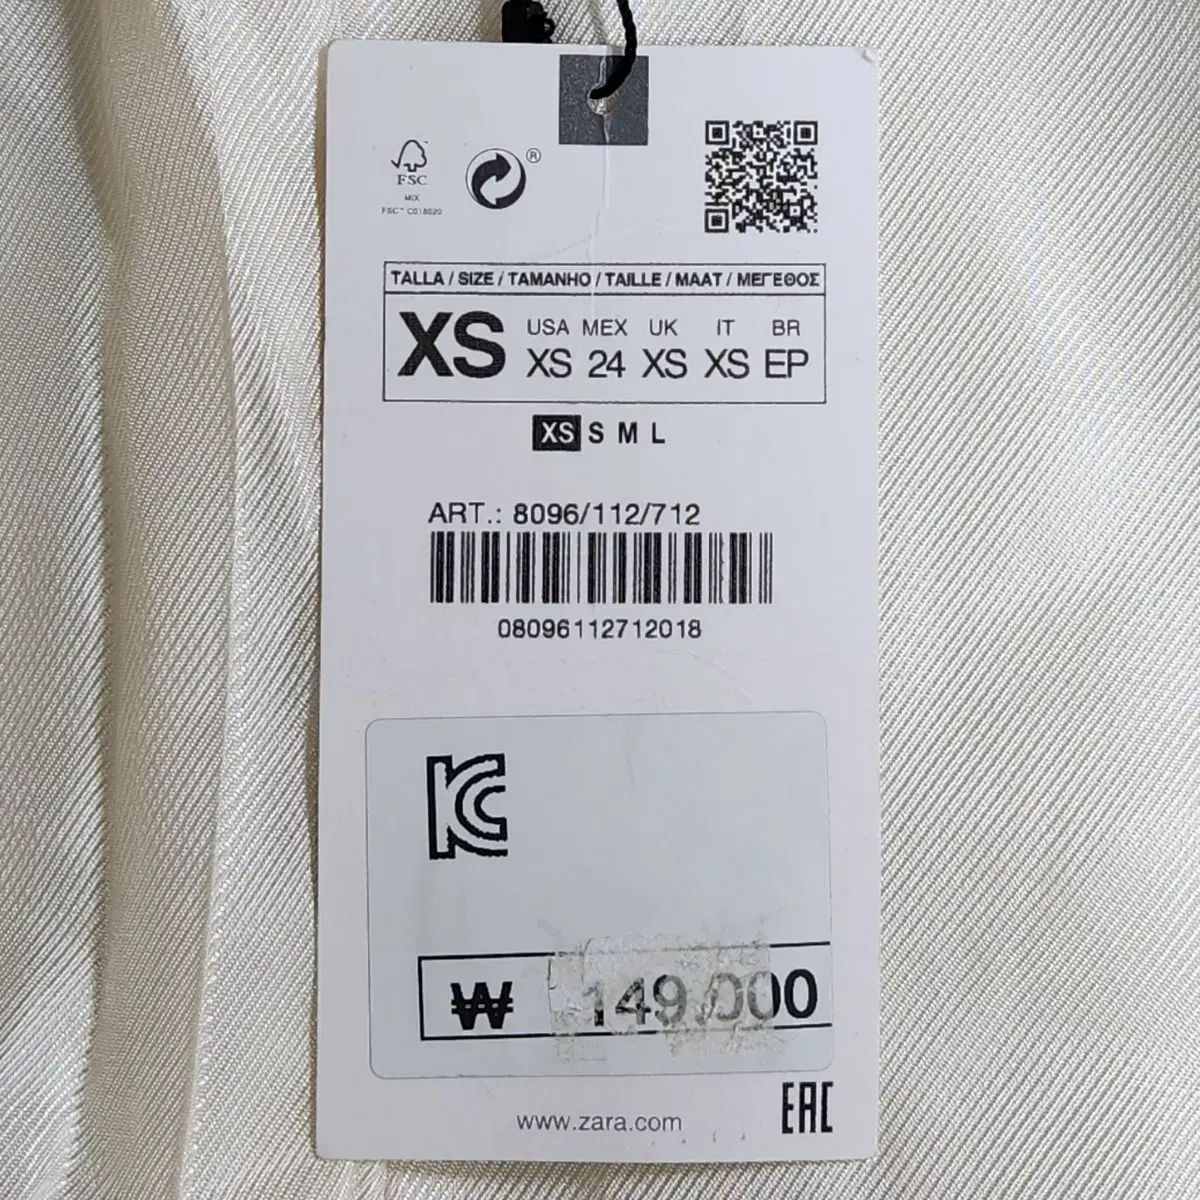 FSC
MIX
FSC™ C018020
®
TALLA / SIZE / TAMANHO / TAILLE / MAAT / ΜΕΓΕΘΟΣ
XS
USA MEX UK IT BR
XS 24 XS XS EP
XS S M L
ART.: 8096/112/712
08096112712018
KC
₩ 149,000
www.zara.com
EAC